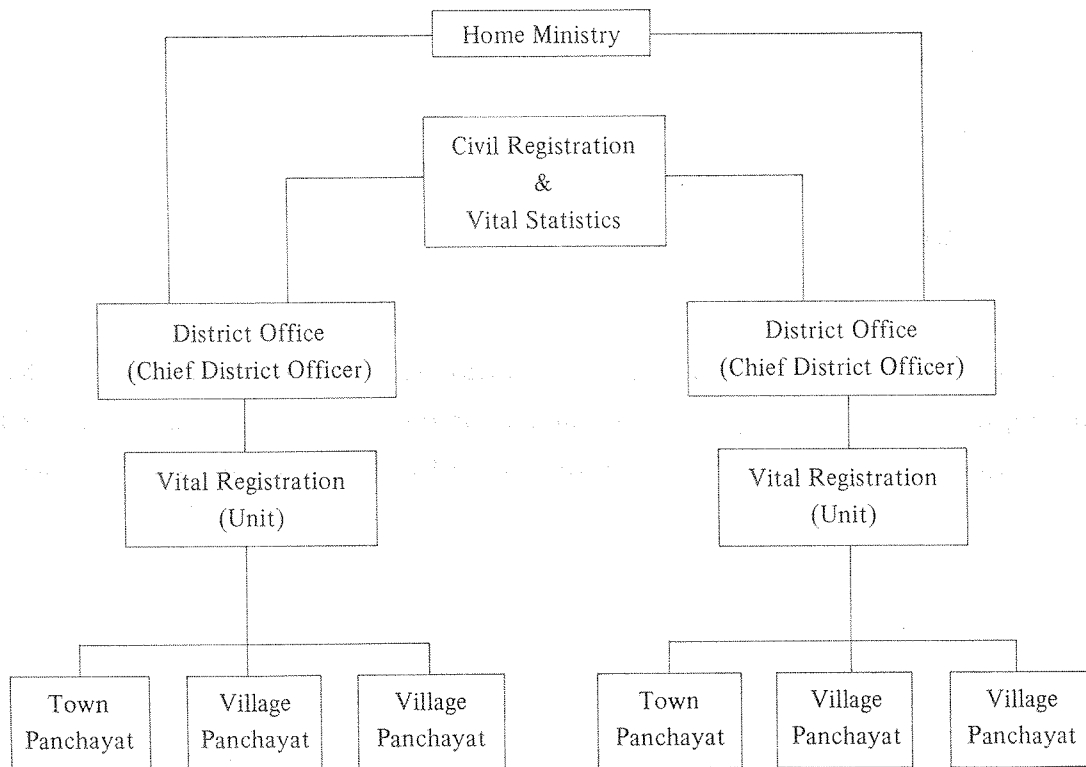 Home Ministry
Civil Registration
&
Vital Statistics
District Office
(Chief District Officer)
District Office
(Chief District Officer)
Vital Registration
(Unit)
Vital Registration
(Unit)
Town
Panchayat
Village
Panchayat
Village
Panchayat
Town
Panchayat
Village
Panchayat
Village
Panchayat